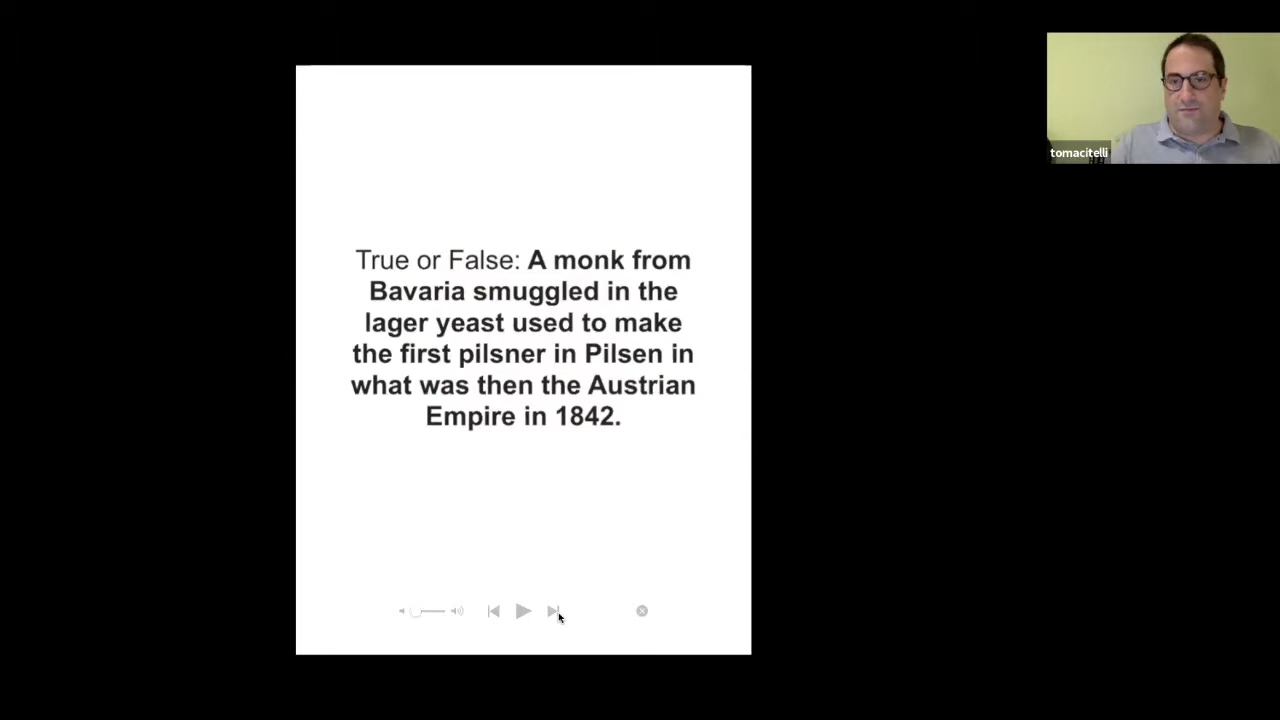 True or False: A monk from
Bavaria smuggled in the
lager yeast used to make
the first pilsner in Pilsen in
what was then the Austrian
Empire in 1842.
tomacitelli